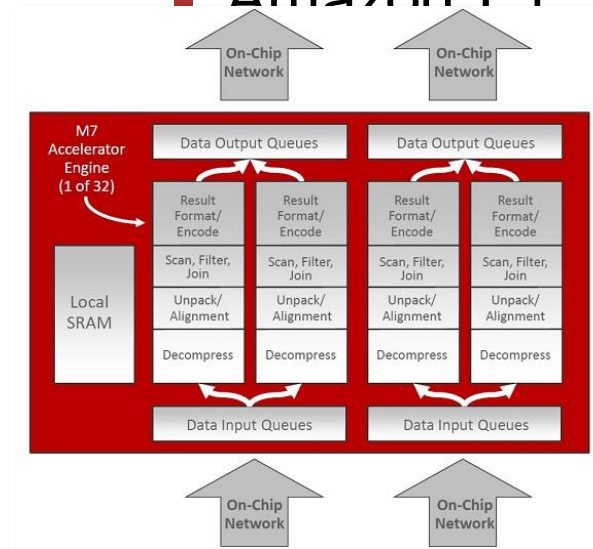 On-Chip
Network
On-Chip
Network
M7
Accelerator
Engine
(1 of 32)
Data Output Queues
Data Output Queues
Result
Format/
Encode
Result
Format/
Encode
Result
Format/
Encode
Result
Format/
Encode
Scan, Filter,
Join
Scan, Filter,
Join
Scan, Filter,
Join
Scan, Filter,
Join
Local
SRAM
Unpack/
Alignment
Unpack/
Alignment
Unpack/
Alignment
Unpack/
Alignment
Decompress
Decompress
Decompress
Decompress
Data Input Queues
Data Input Queues
On-Chip
Network
On-Chip
Network